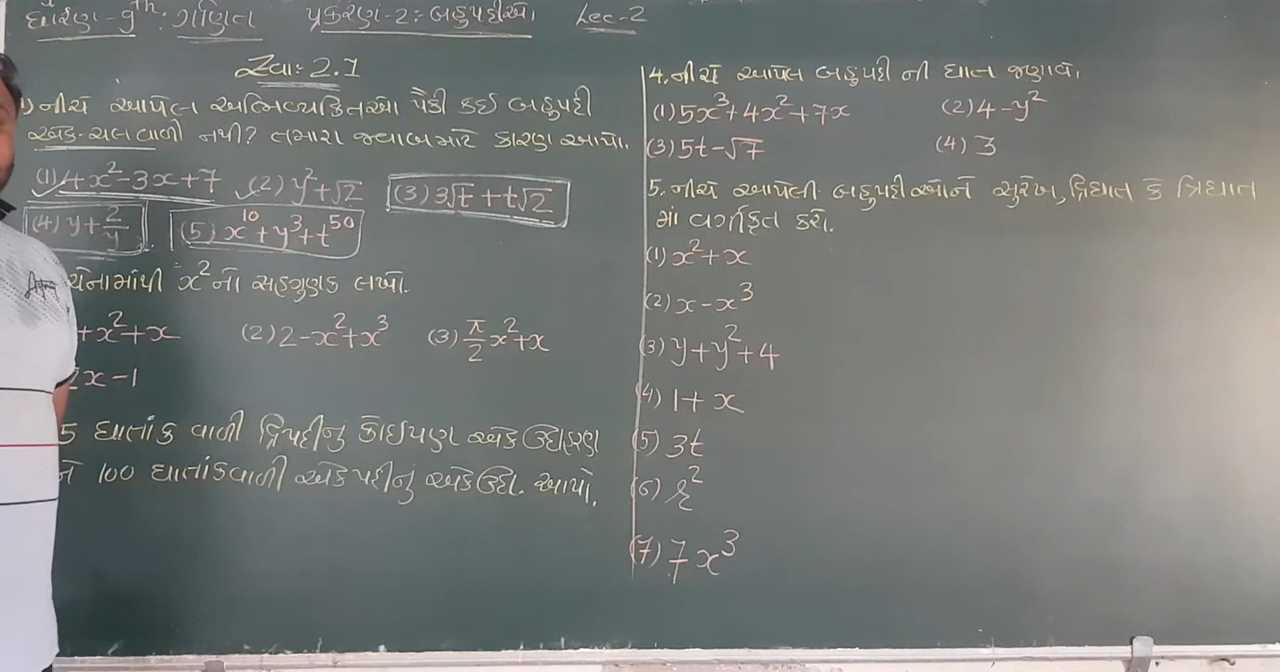 ધોરણ-9th: ગણિત પ્રકરણ-2: બહુપદીઓ Lec-2
સ્વા: 2.1
1) નીચે આપેલ અભિવ્યક્તિઓ પૈકી કઈ બહુપદી
એક-ચલવાળી નથી? તમારા જવાબ માટે કારણ આપો.
(1) 4x²-3x+7 (2) y²+√2 (3) 3√t+t√2
(4) y+2/y (5) x¹⁰+y³+t⁵⁰
ચેનામાંથી x² નો સહગુણક લખો.
+x²+x (2) 2-x²+x³ (3) π/2 x²+x
2x-1
5 ઘાતાંક વાળી દ્વિપદીનું કોઈપણ એક ઉદાહરણ
ને 100 ઘાતાંકવાળી એકપદીનું એક ઉદા. આપો.
4. નીચે આપેલ બહુપદી ની ઘાત જણાવો.
(1) 5x³+4x²+7x (2) 4-y²
(3) 5t-√7 (4) 3
5. નીચે આપેલી બહુપદીઓને સુરેખ, દ્વિઘાત કે ત્રિઘાત
માં વર્ગીકૃત કરો.
(1) x²+x
(2) x-x³
(3) y+y²+4
(4) 1+x
(5) 3t
(6) r²
(7) 7x³